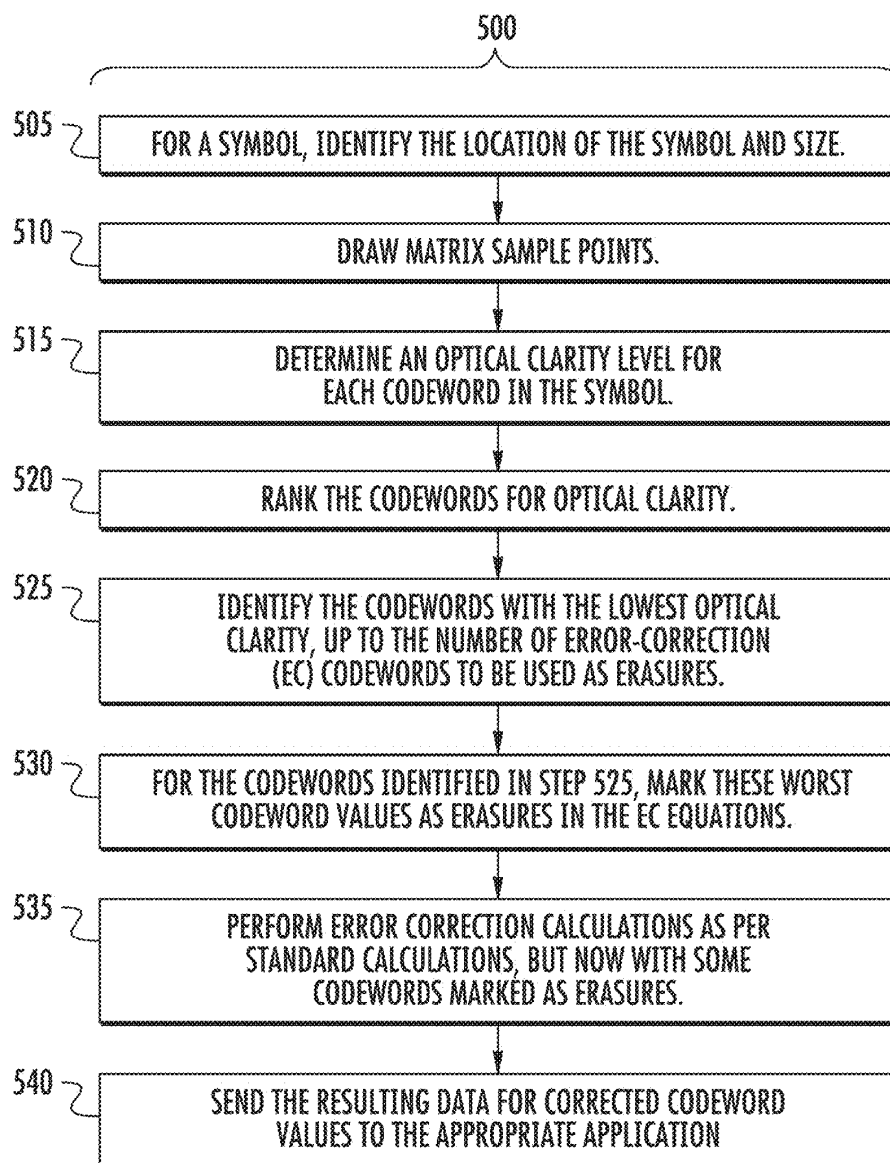 500
505
FOR A SYMBOL, IDENTIFY THE LOCATION OF THE SYMBOL AND SIZE.
510
DRAW MATRIX SAMPLE POINTS.
515
DETERMINE AN OPTICAL CLARITY LEVEL FOR
EACH CODEWORD IN THE SYMBOL.
520
RANK THE CODEWORDS FOR OPTICAL CLARITY.
525
IDENTIFY THE CODEWORDS WITH THE LOWEST OPTICAL
CLARITY, UP TO THE NUMBER OF ERROR-CORRECTION
(EC) CODEWORDS TO BE USED AS ERASURES.
530
FOR THE CODEWORDS IDENTIFIED IN STEP 525, MARK THESE WORST
CODEWORD VALUES AS ERASURES IN THE EC EQUATIONS.
535
PERFORM ERROR CORRECTION CALCULATIONS AS PER
STANDARD CALCULATIONS, BUT NOW WITH SOME
CODEWORDS MARKED AS ERASURES.
540
SEND THE RESULTING DATA FOR CORRECTED CODEWORD
VALUES TO THE APPROPRIATE APPLICATION